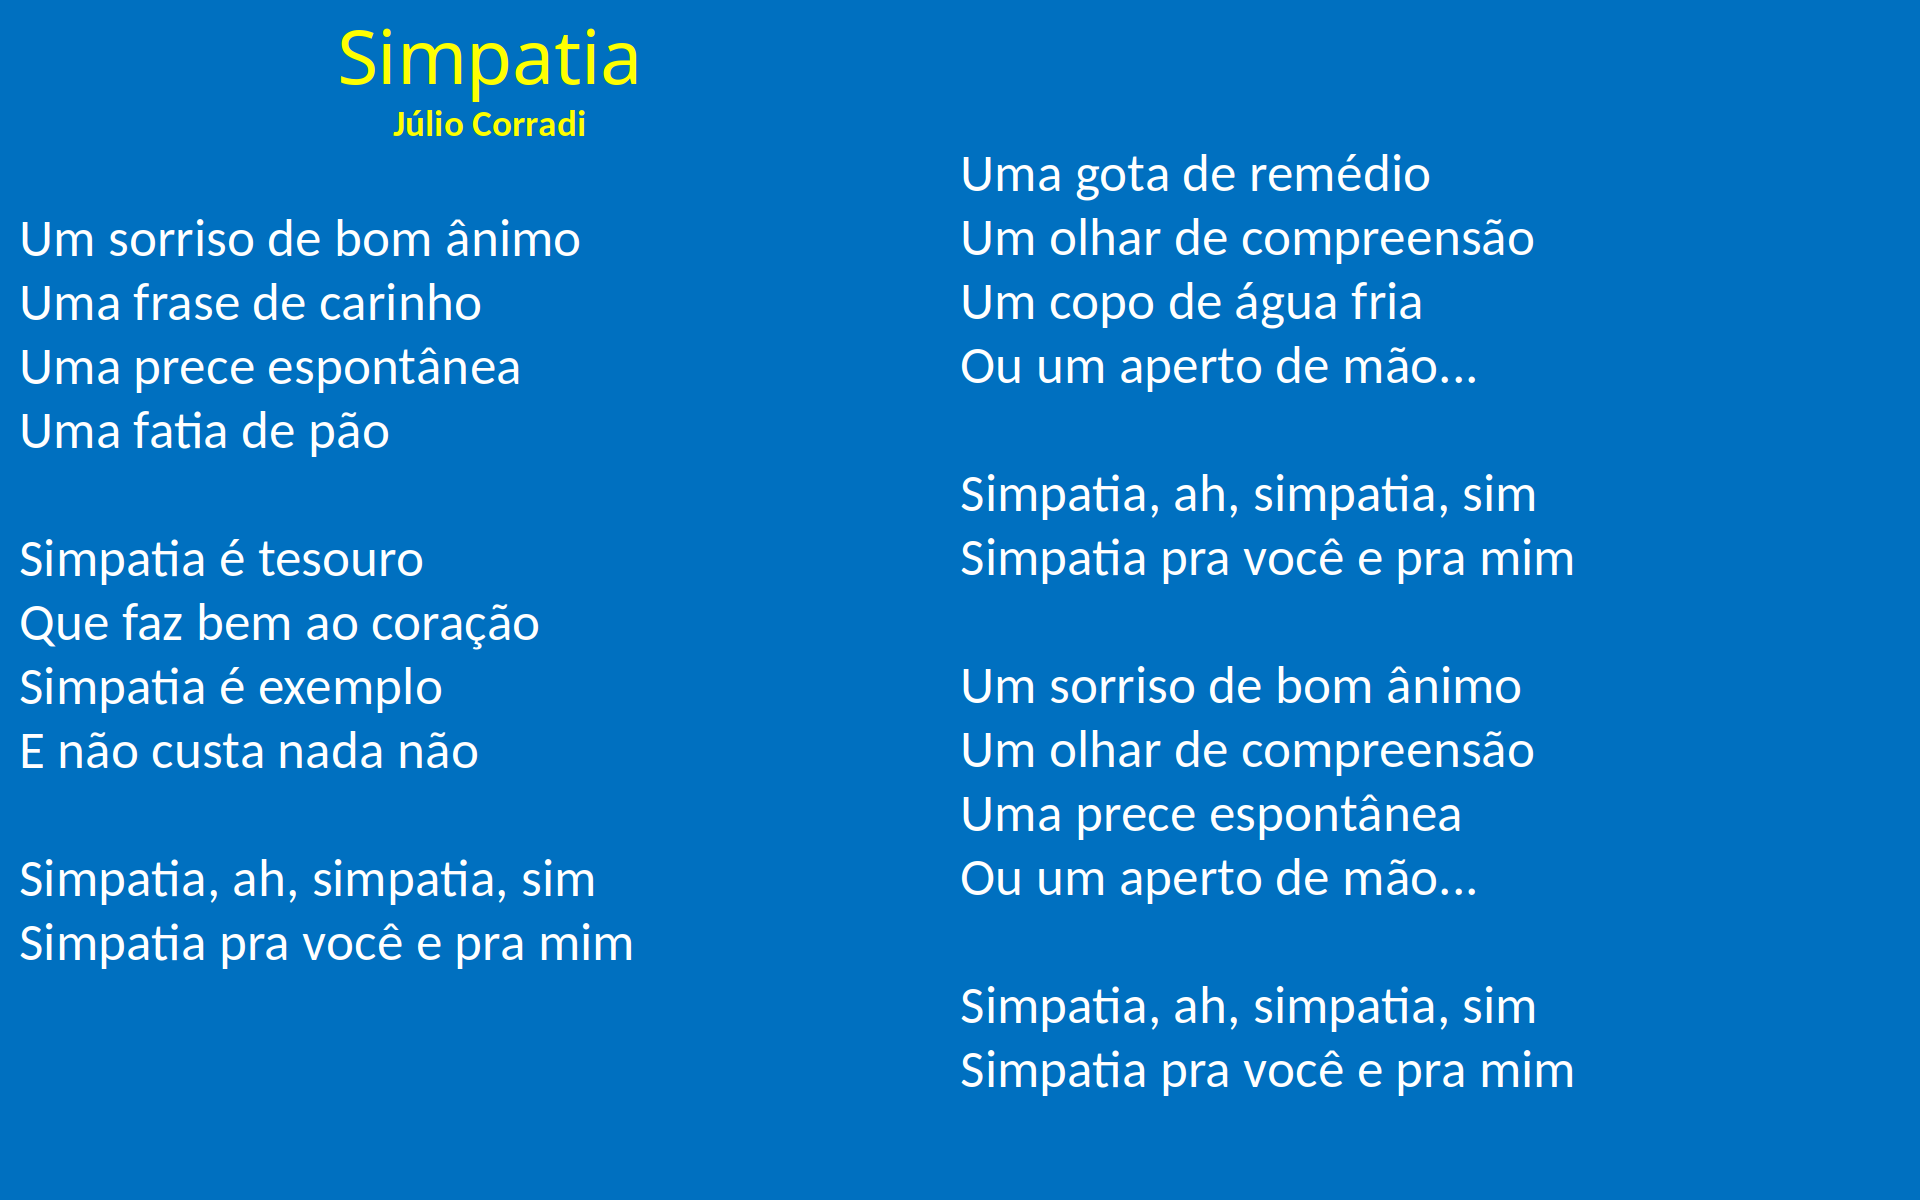 Simpatia
Júlio Corradi
Um sorriso de bom ânimo
Uma frase de carinho
Uma prece espontânea
Uma fatia de pão
Simpatia é tesouro
Que faz bem ao coração
Simpatia é exemplo
E não custa nada não
Simpatia, ah, simpatia, sim
Simpatia pra você e pra mim
Uma gota de remédio
Um olhar de compreensão
Um copo de água fria
Ou um aperto de mão...
Simpatia, ah, simpatia, sim
Simpatia pra você e pra mim
Um sorriso de bom ânimo
Um olhar de compreensão
Uma prece espontânea
Ou um aperto de mão...
Simpatia, ah, simpatia, sim
Simpatia pra você e pra mim